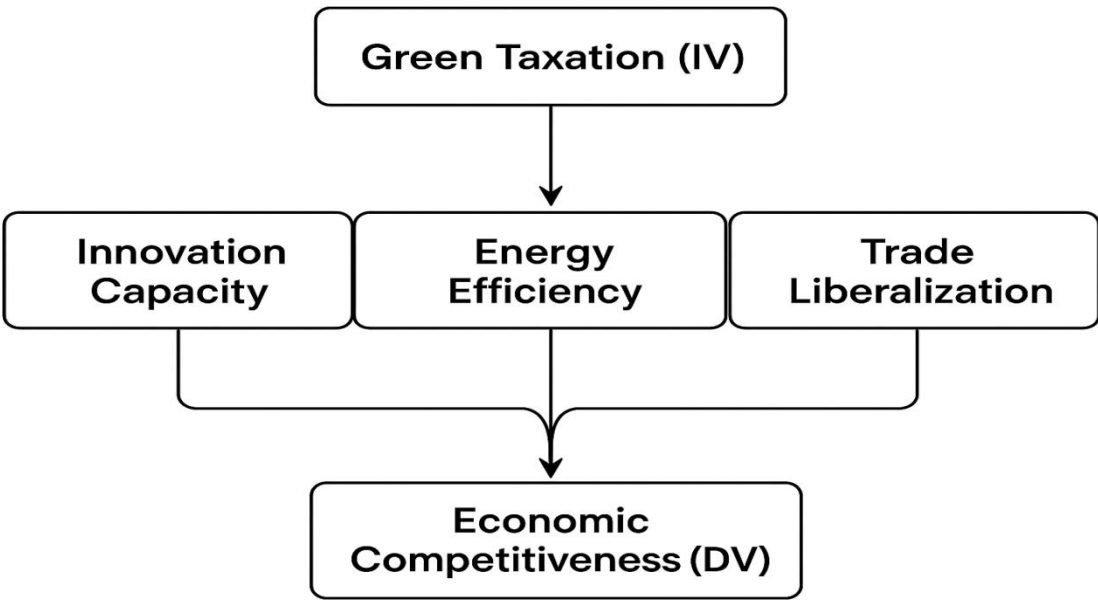 Green Taxation (IV)
Innovation
Capacity
Energy
Efficiency
Trade
Liberalization
Economic
Competitiveness (DV)